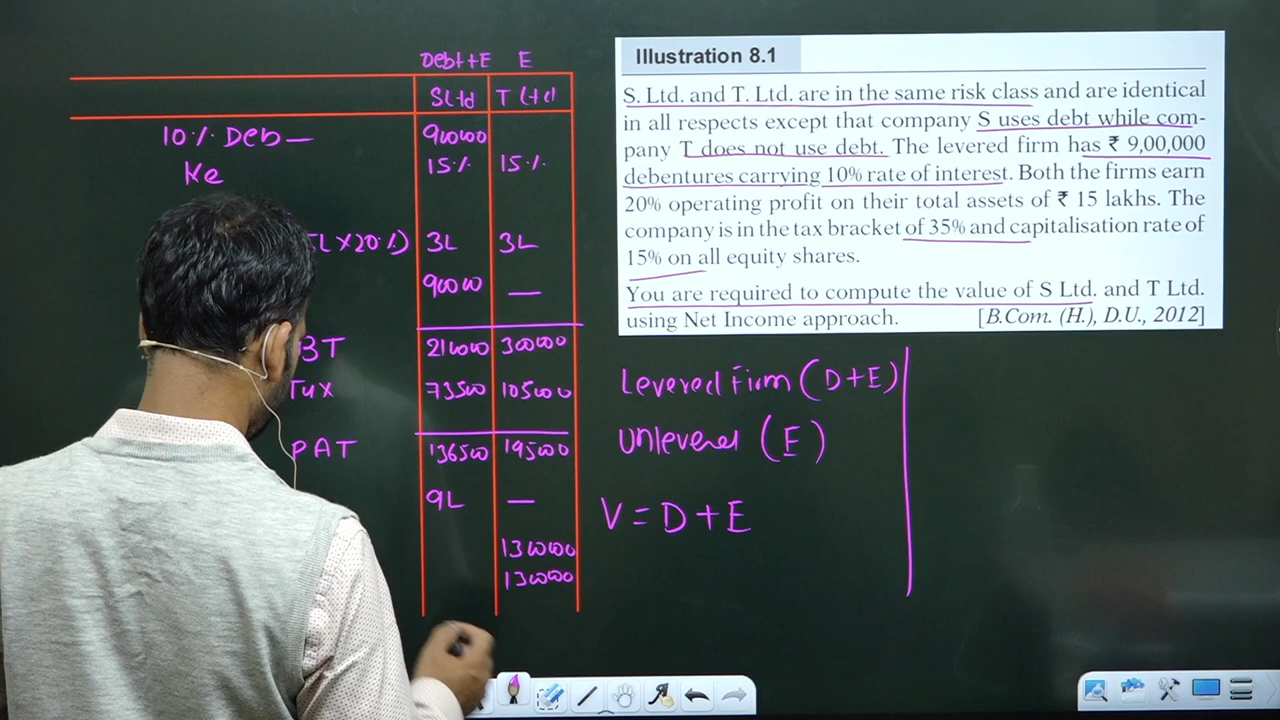 Debt+E E
S Ltd T Ltd
10% Deb — 900000
Ke 15% 15%
L×20%) 3L 3L
90000 —
BT 210000 300000
Tax 73500 105000
PAT 136500 195000
9L —
1300000
1300000
Illustration 8.1
S. Ltd. and T. Ltd. are in the same risk class and are identical
in all respects except that company S uses debt while com-
pany T does not use debt. The levered firm has ₹ 9,00,000
debentures carrying 10% rate of interest. Both the firms earn
20% operating profit on their total assets of ₹ 15 lakhs. The
company is in the tax bracket of 35% and capitalisation rate of
15% on all equity shares.
You are required to compute the value of S Ltd. and T Ltd.
using Net Income approach. [B.Com. (H.), D.U., 2012]
Levered Firm (D+E)
Unlevered (E)
V = D + E